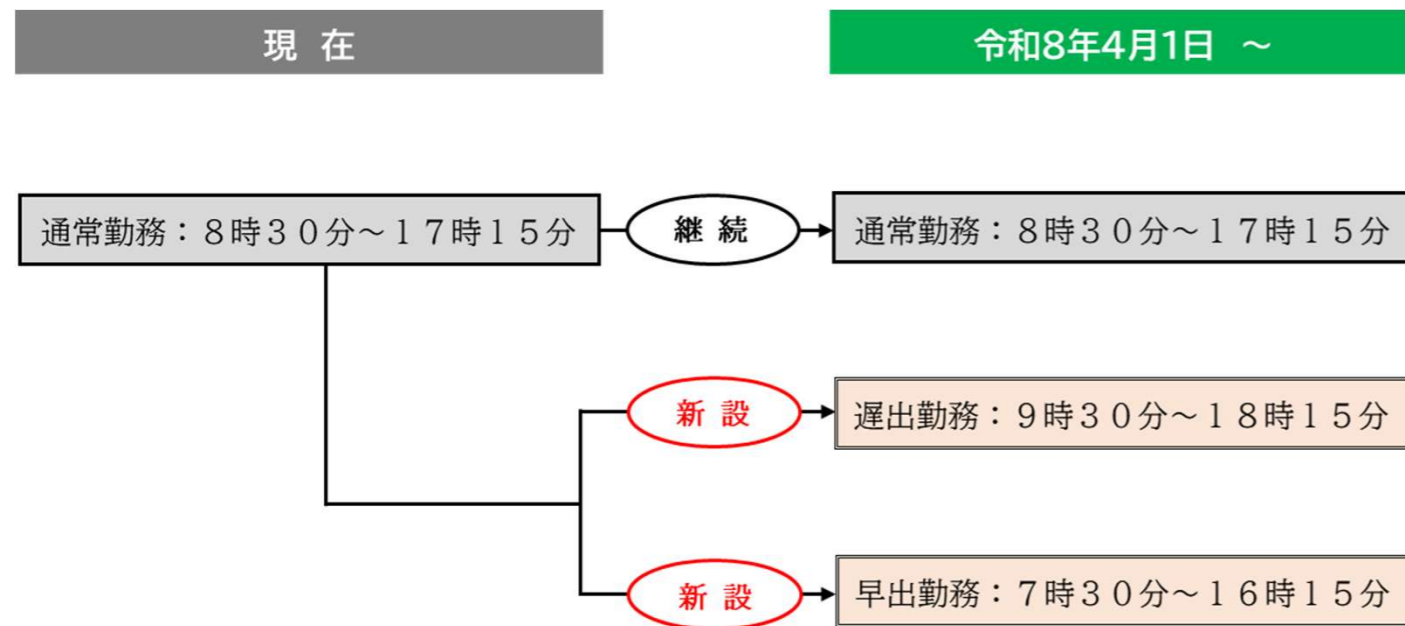 現 在
令和8年4月1日 ～
通常勤務：８時３０分～１７時１５分
継 続
通常勤務：８時３０分～１７時１５分
新 設
遅出勤務：９時３０分～１８時１５分
新 設
早出勤務：７時３０分～１６時１５分